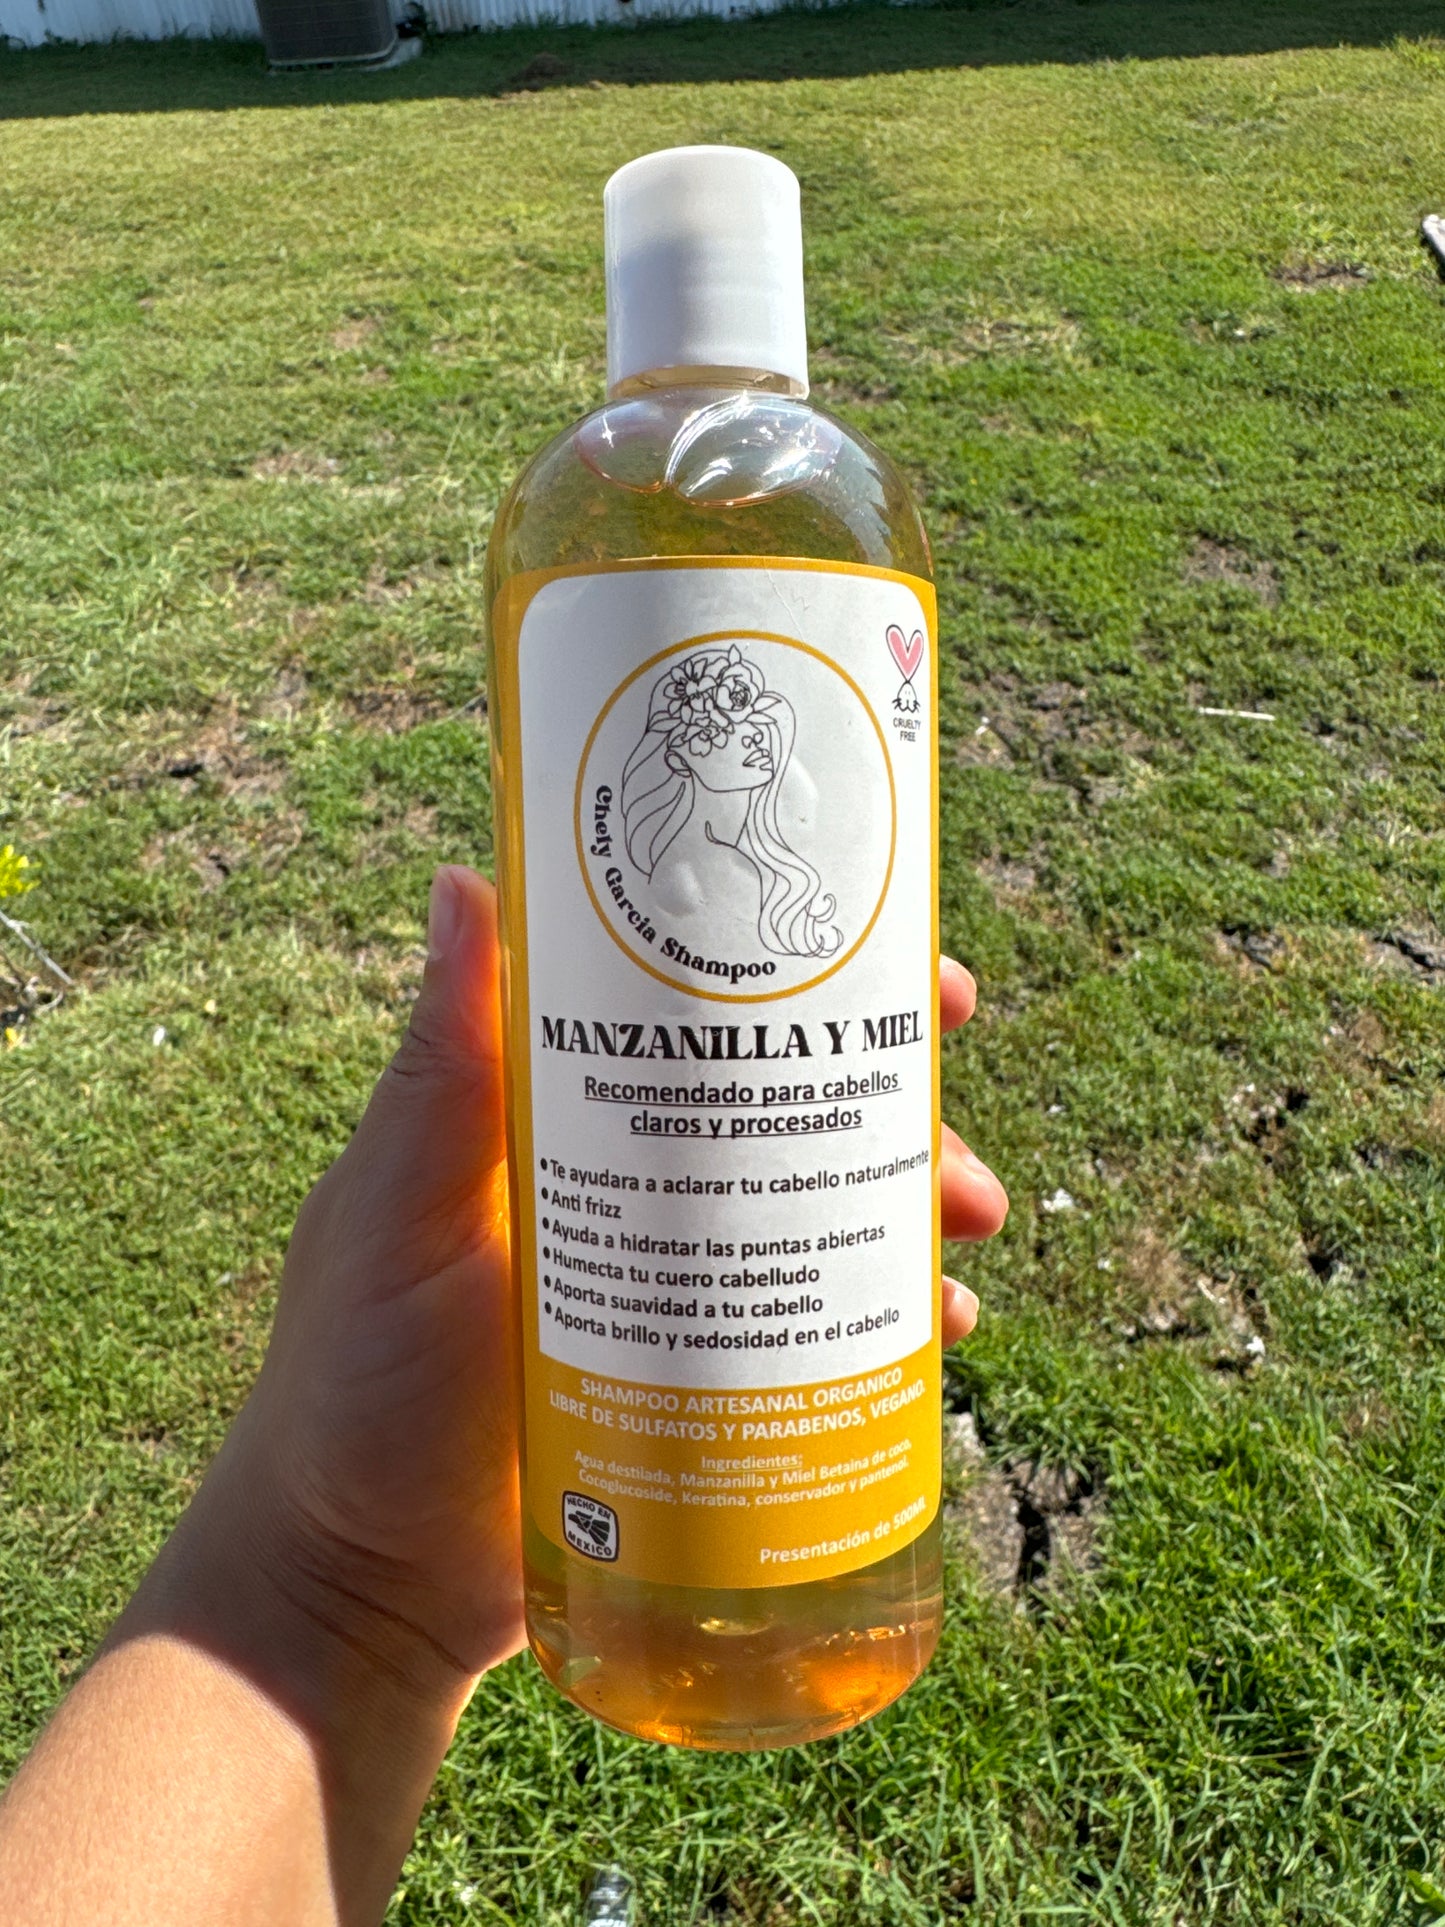 CRUELTY
FREE
Chely Garcia Shampoo
MANZANILLA Y MIEL
Recomendado para cabellos
claros y procesados
• Te ayudara a aclarar tu cabello naturalmente
• Anti frizz
• Ayuda a hidratar las puntas abiertas
• Humecta tu cuero cabelludo
• Aporta suavidad a tu cabello
• Aporta brillo y sedosidad en el cabello
SHAMPOO ARTESANAL ORGANICO
LIBRE DE SULFATOS Y PARABENOS, VEGANO.
Ingredientes:
Agua destilada, Manzanilla y Miel Betaina de coco,
Cocoglucoside, Keratina, conservador y pantenol.
HECHO EN
MEXICO
Presentación de 500ML